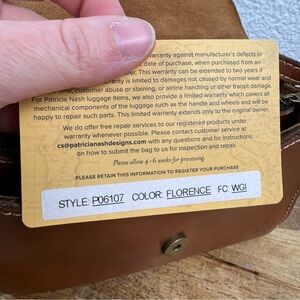 warranty against manufacturer's defects in
date of purchase, when purchased from an
This warranty can be extended to two years if
warranty is limited to damages not caused by normal wear and
customer abuse or staining, or airline handling or other transit damage.
For Patricia Nash luggage items, we also provide a limited warranty which covers all
mechanical components of the luggage such as the handle and wheels and will be
happy to repair such parts. This limited warranty extends only to the original owner.
We do offer free repair services to our registered products under
warranty whenever possible. Please contact customer service at
cs@patricianashdesigns.com with any questions and for instructions
on how to submit the bag to us for inspection and repair.
Please allow 4-6 weeks for processing.
PLEASE RETAIN THIS INFORMATION TO REGISTER YOUR PURCHASE
STYLE: P06107 COLOR: FLORENCE FC: WGI